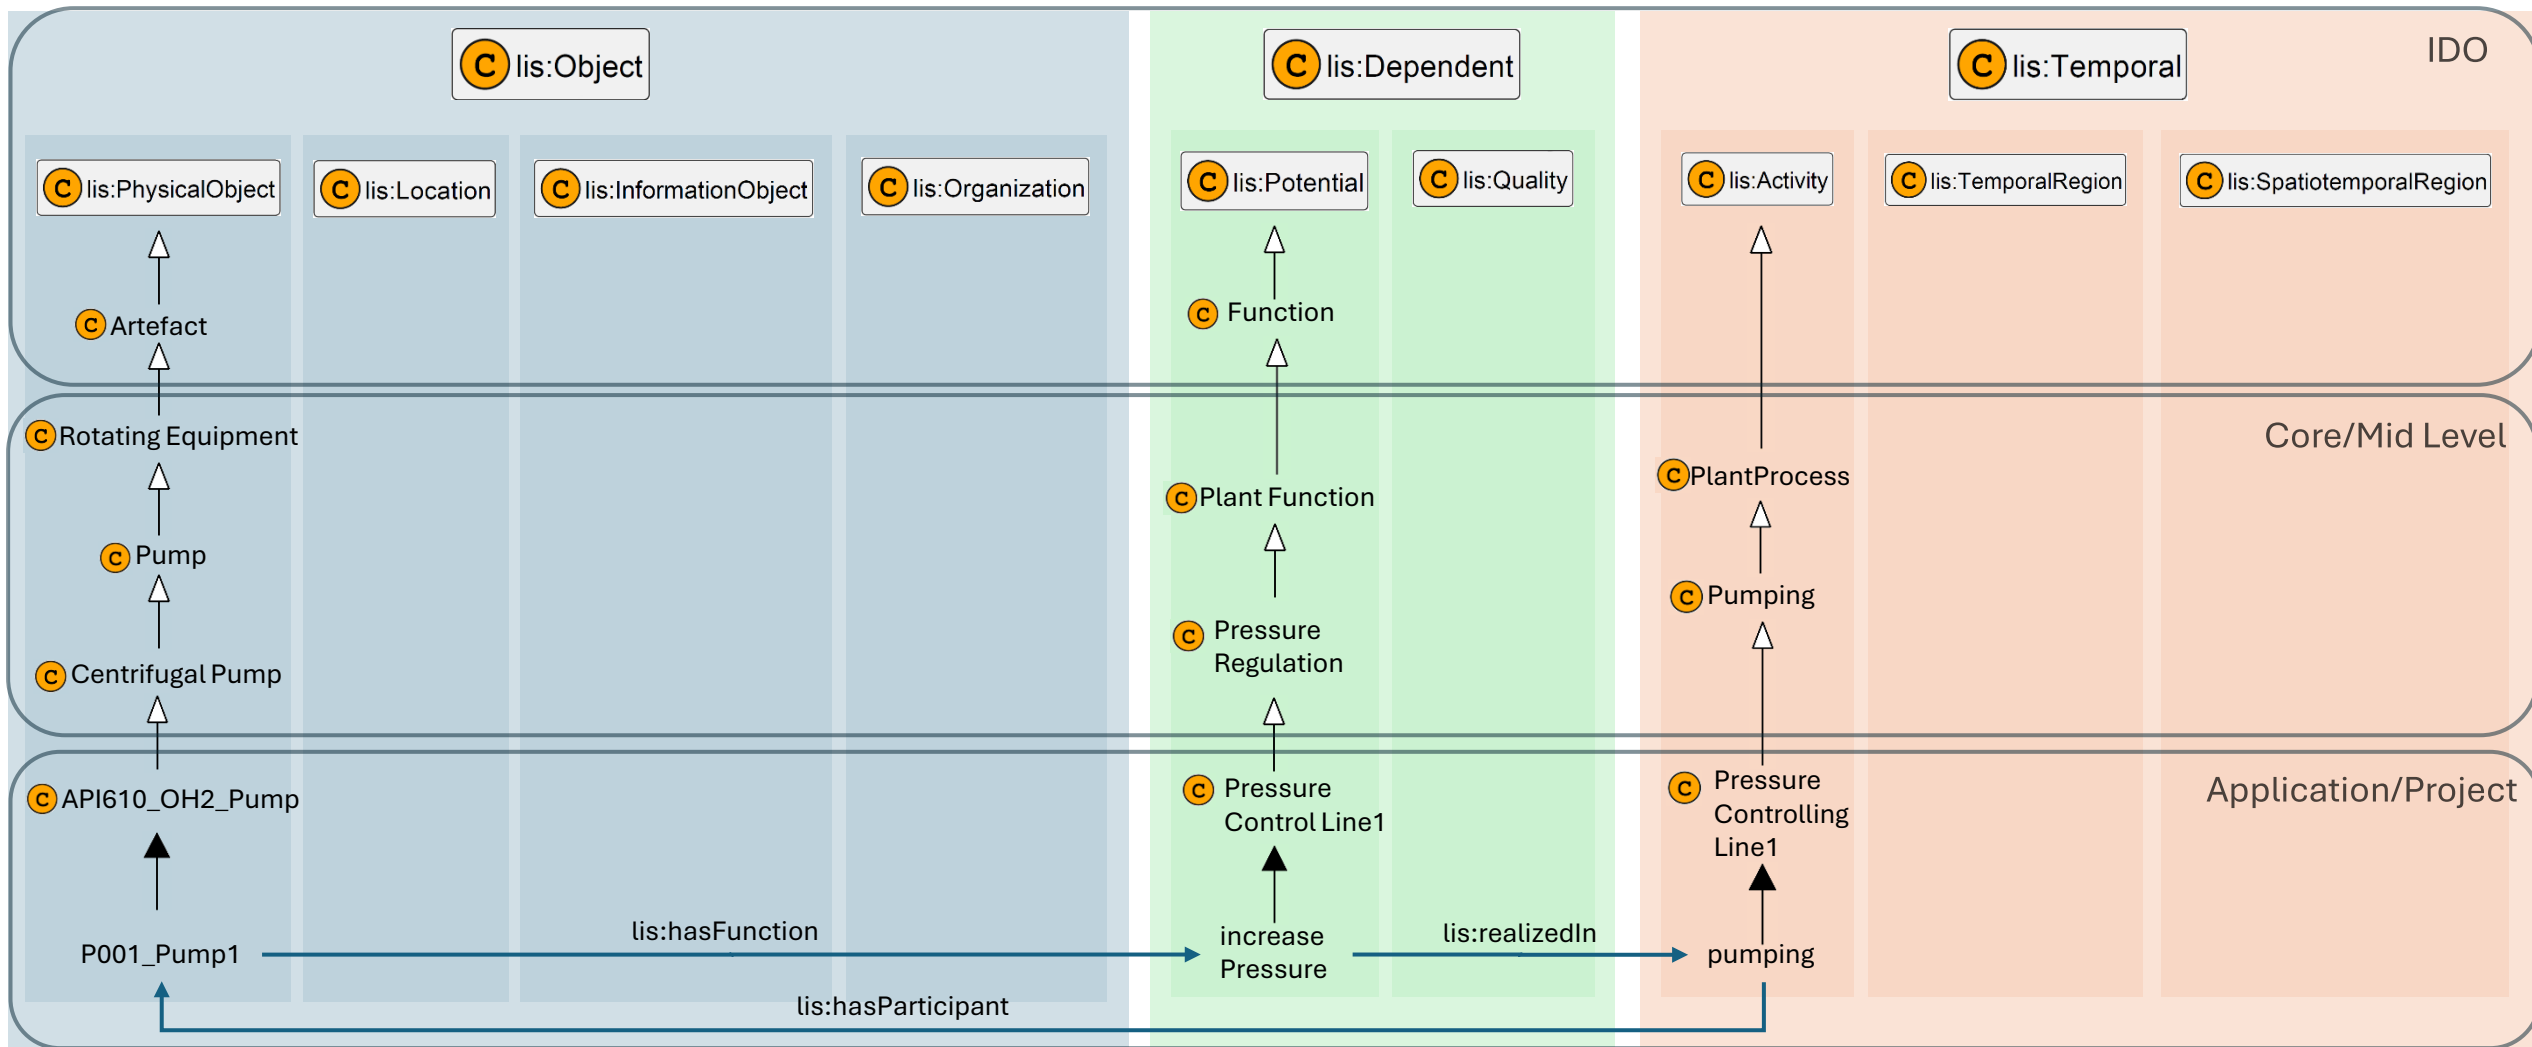 IDO
C lis:Object
C lis:Dependent
C lis:Temporal
C lis:PhysicalObject
C lis:Location
C lis:InformationObject
C lis:Organization
C lis:Potential
C lis:Quality
C lis:Activity
C lis:TemporalRegion
C lis:SpatiotemporalRegion
C Artefact
C Function
Core/Mid Level
C Rotating Equipment
C Plant Function
C PlantProcess
C Pump
C Pumping
C Pressure
Regulation
C Centrifugal Pump
Application/Project
C API610_OH2_Pump
C Pressure
Control Line1
C Pressure
Controlling
Line1
P001_Pump1
lis:hasFunction
increase
Pressure
lis:realizedIn
pumping
lis:hasParticipant